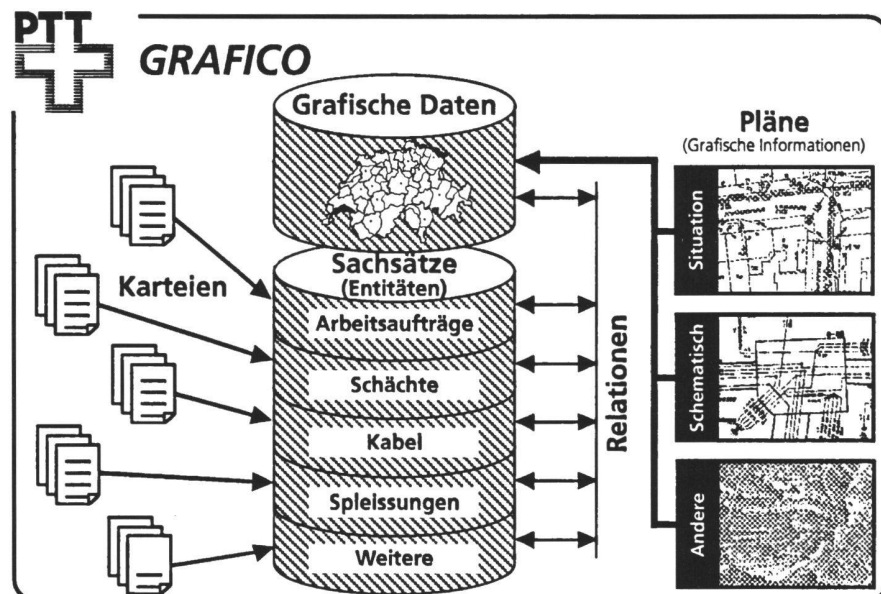 PTT
GRAFICO
Grafische Daten
Pläne
(Grafische Informationen)
Karteien
Sachsätze
(Entitäten)
Arbeitsaufträge
Schächte
Kabel
Spleissungen
Weitere
Relationen
Situation
Schematisch
Andere